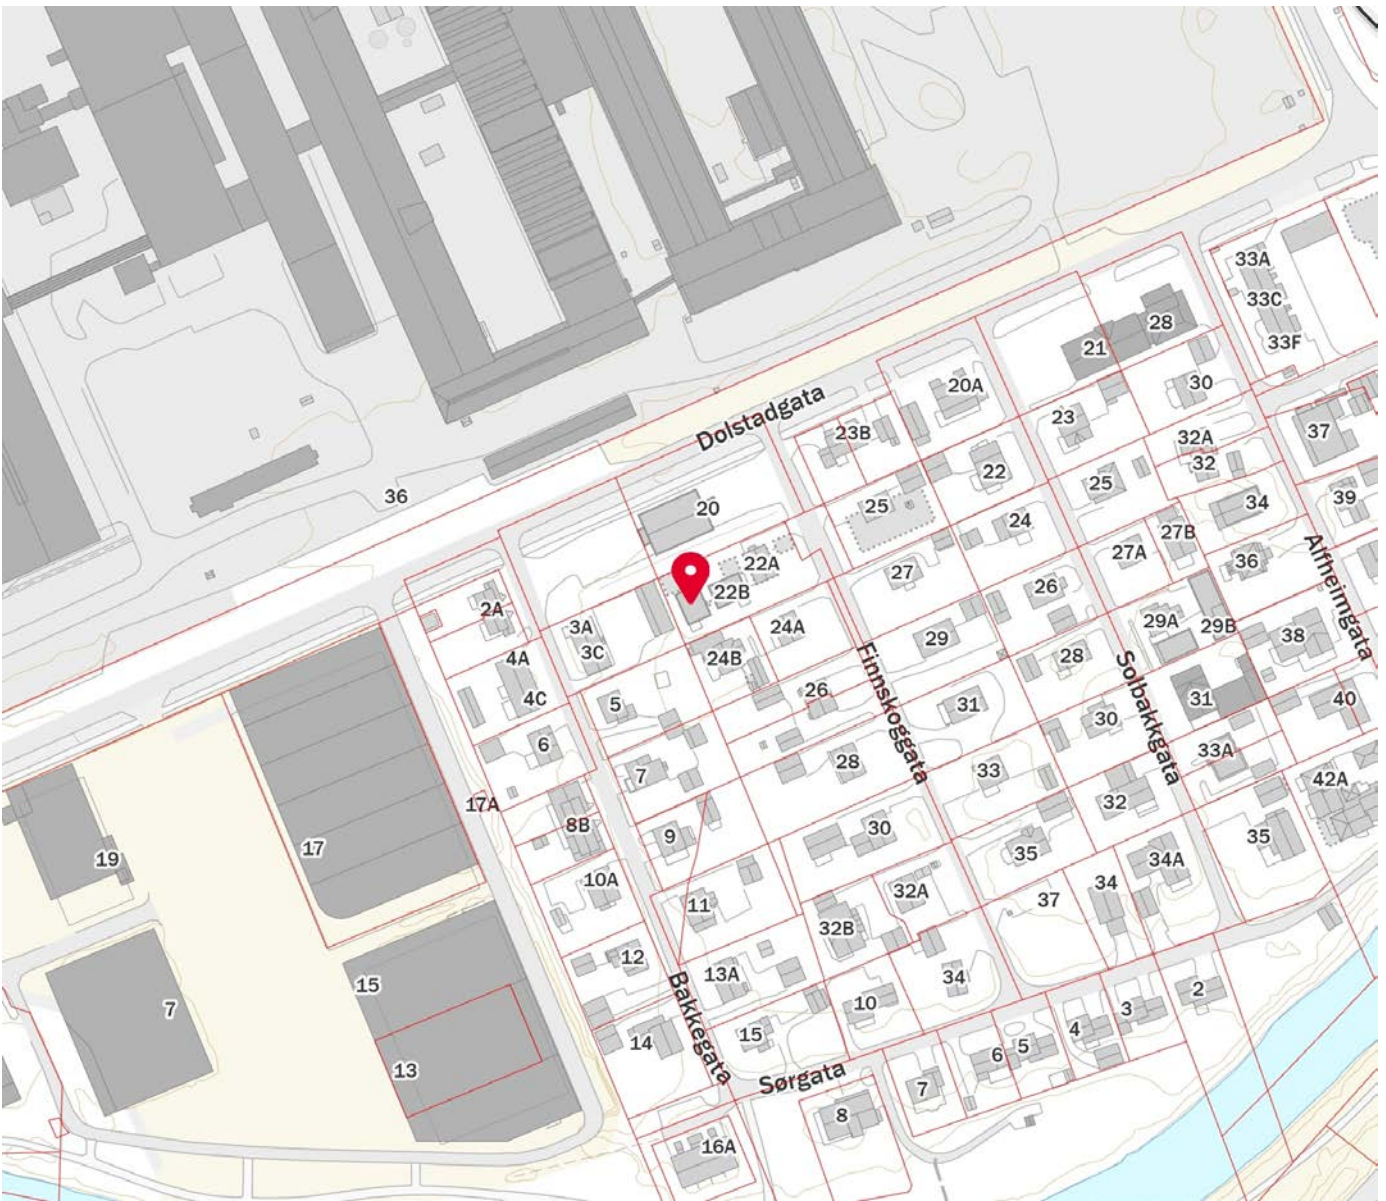 33A
33C
28
33F
21
Dolstadgata
20A
30
23
37
23B
32A
32
22
25
36
20
25
34
39
24
27A
27B
22A
36
27
26
22B
2A
3A
24A
29A
29B
38
3C
29
Finnskoggata
Solbakkgata
Alfheimgata
4A
24B
28
4C
5
26
31
31
40
30
6
7
28
33
33A
42A
17A
32
8B
30
17
9
35
35
19
34A
10A
32A
34
11
37
32B
12
13A
34
15
Bakkegata
10
2
7
3
14
15
4
5
6
13
Sørgata
7
8
16A